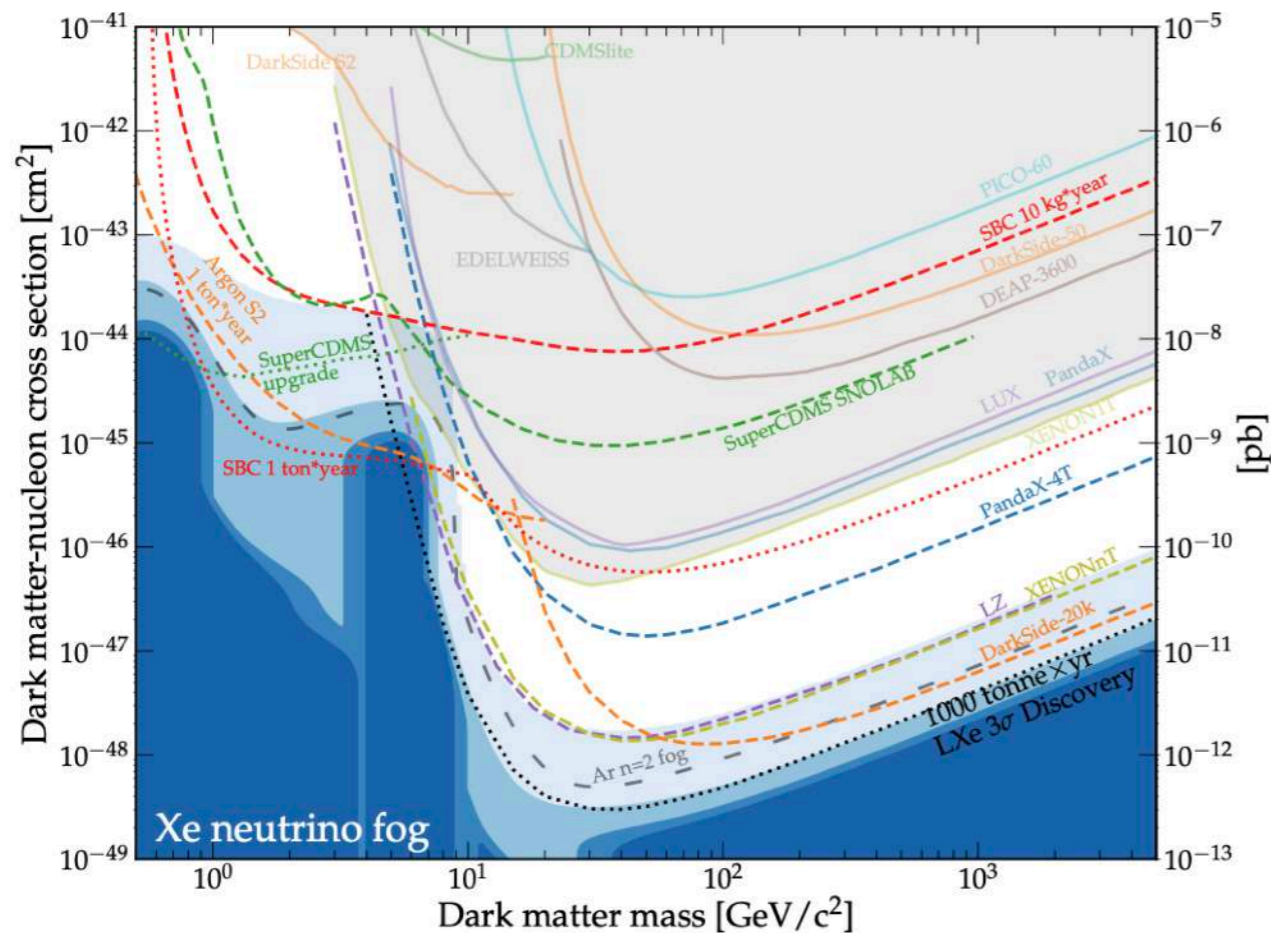 10⁻⁴¹
10⁻⁴²
10⁻⁴³
10⁻⁴⁴
10⁻⁴⁵
10⁻⁴⁶
10⁻⁴⁷
10⁻⁴⁸
10⁻⁴⁹
Dark matter-nucleon cross section [cm²]
DarkSide S2
CDMSlite
PICO-60
SBC 10 kg*year
DarkSide-50
EDELWEISS
DEAP-3600
Argon S2
1 ton*year
SuperCDMS
upgrade
SuperCDMS SNOLAB
LUX
PandaX
XENON1T
SBC 1 ton*year
PandaX-4T
LZ
XENONnT
DarkSide-20k
1000 tonne×yr
LXe 3σ Discovery
Ar n=2 fog
Xe neutrino fog
10⁻⁵
10⁻⁶
10⁻⁷
10⁻⁸
10⁻⁹
10⁻¹⁰
10⁻¹¹
10⁻¹²
10⁻¹³
[pb]
10⁰
10¹
10²
10³
Dark matter mass [GeV/c²]